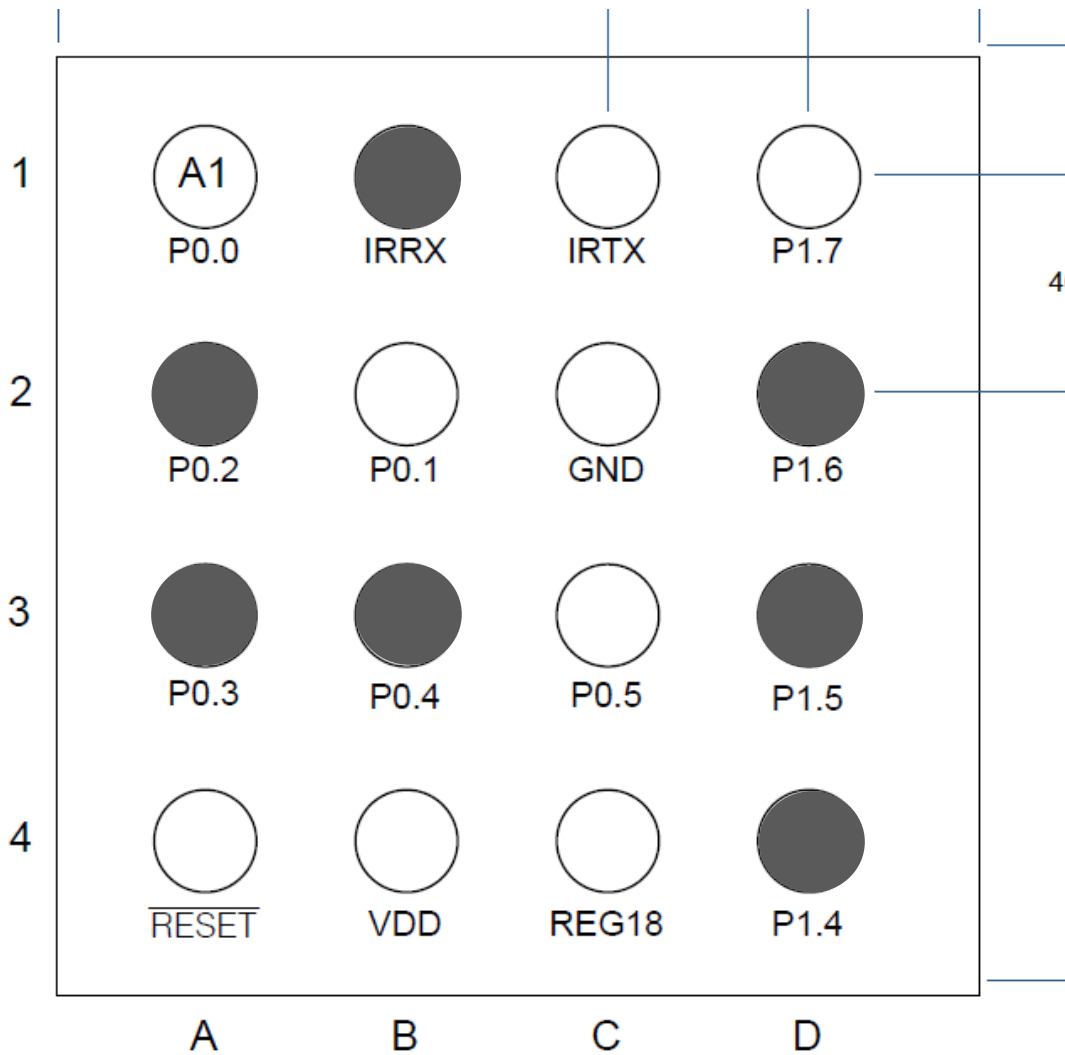 1 A1
P0.0 IRRX IRTX P1.7
2
P0.2 P0.1 GND P1.6
3
P0.3 P0.4 P0.5 P1.5
4
RESET VDD REG18 P1.4
A B C D